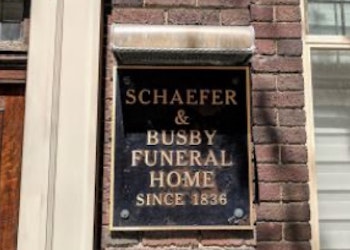 SCHAEFER
&
BUSBY
FUNERAL
HOME
SINCE 1836